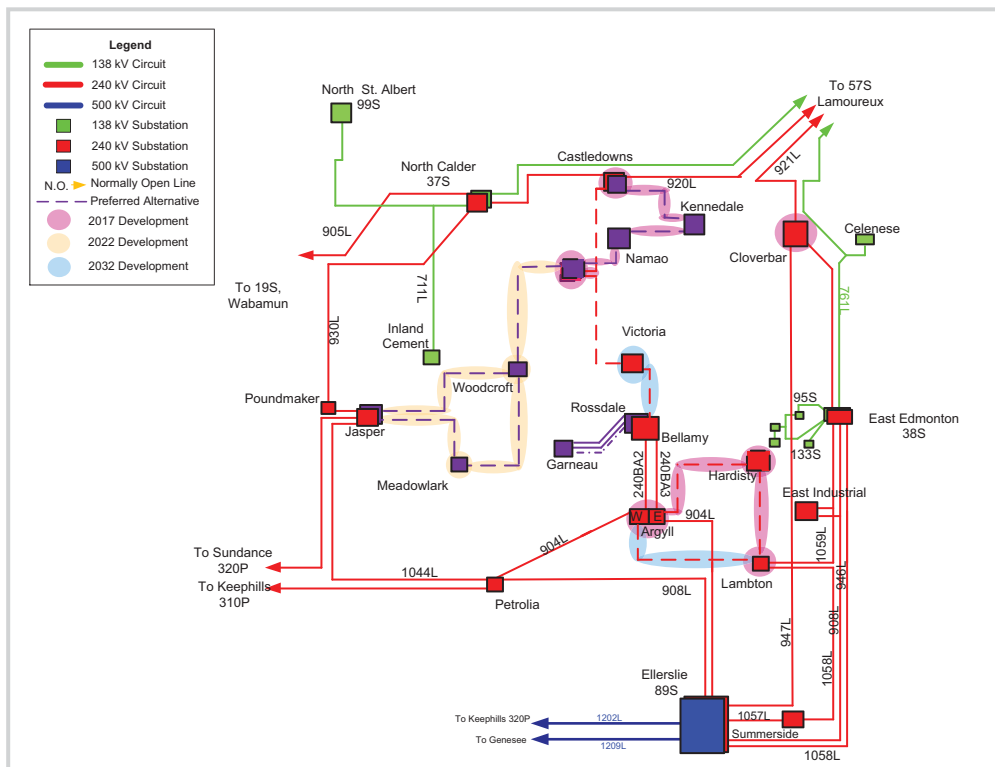 Legend
138 kV Circuit
240 kV Circuit
500 kV Circuit
138 kV Substation
240 kV Substation
500 kV Substation
N.O. Normally Open Line
Preferred Alternative
2017 Development
2022 Development
2032 Development
North St. Albert
99S
To 57S
Lamoureux
North Calder
37S
Castledowns
920L
921L
Kennedale
Celenese
905L
Namao
Cloverbar
To 19S,
Wabamun
711L
761L
930L
Inland
Cement
Victoria
Woodcroft
Poundmaker
Rossdale
95S
Jasper
Bellamy
East Edmonton
38S
133S
Garneau
240BA2
240BA3
Meadowlark
Hardisty
East Industrial
W E
904L
Argyll
904L
1059L
To Sundance
320P
1044L
Lambton
946L
To Keephills
310P
Petrolia
908L
908L
947L
1058L
Ellerslie
89S
To Keephills 320P
1202L
1057L
To Genesee
1209L
Summerside
1058L